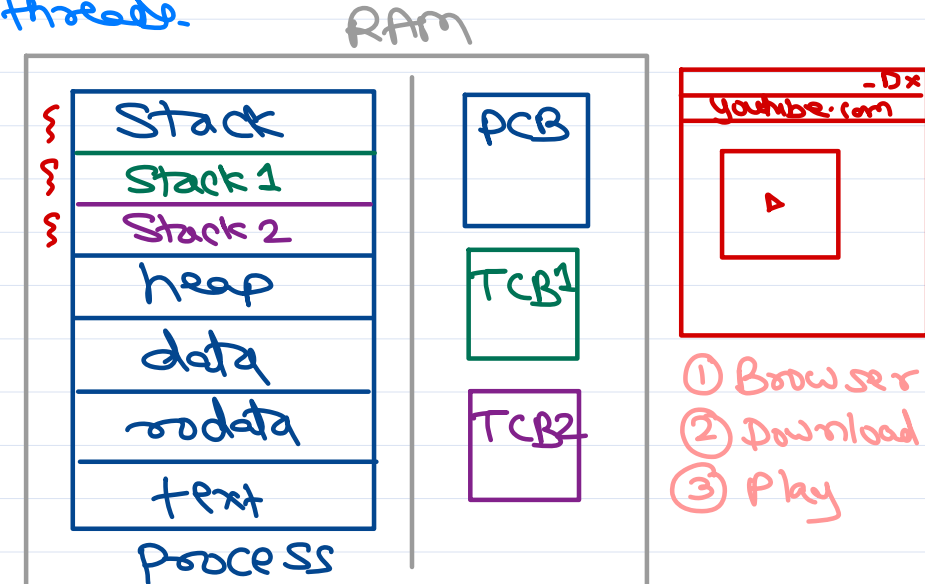 threads.
RAM
Stack
Stack 1
Stack 2
heap
data
rodata
text
process
PCB
TCB1
TCB2
- D x
youtube.com
① Browser
② Download
③ Play